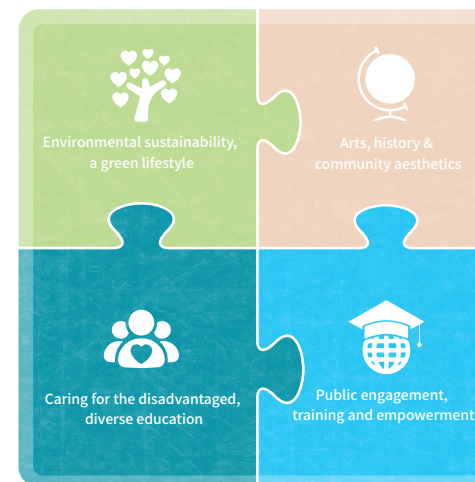 Environmental sustainability,
a green lifestyle
Arts, history &
community aesthetics
Caring for the disadvantaged,
diverse education
Public engagement,
training and empowerment